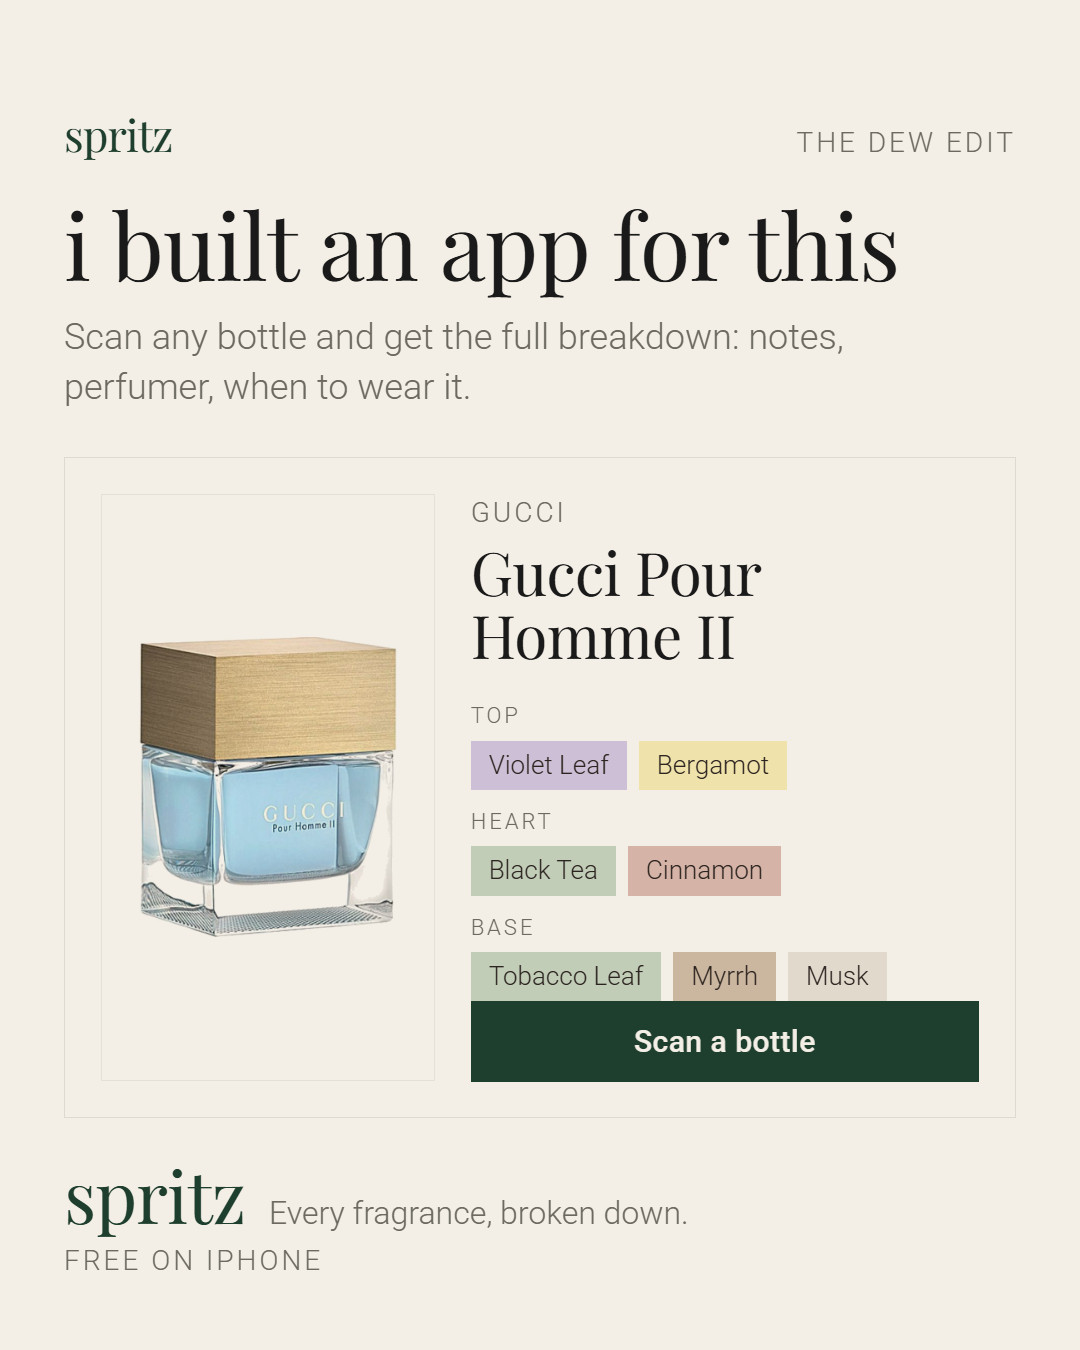 spritz
THE DEW EDIT
i built an app for this
Scan any bottle and get the full breakdown: notes,
perfumer, when to wear it.
GUCCI
Gucci Pour
Homme II
TOP
Violet Leaf
Bergamot
HEART
Black Tea
Cinnamon
BASE
Tobacco Leaf
Myrrh
Musk
Scan a bottle
GUCCI
Pour Homme II
spritz
Every fragrance, broken down.
FREE ON IPHONE